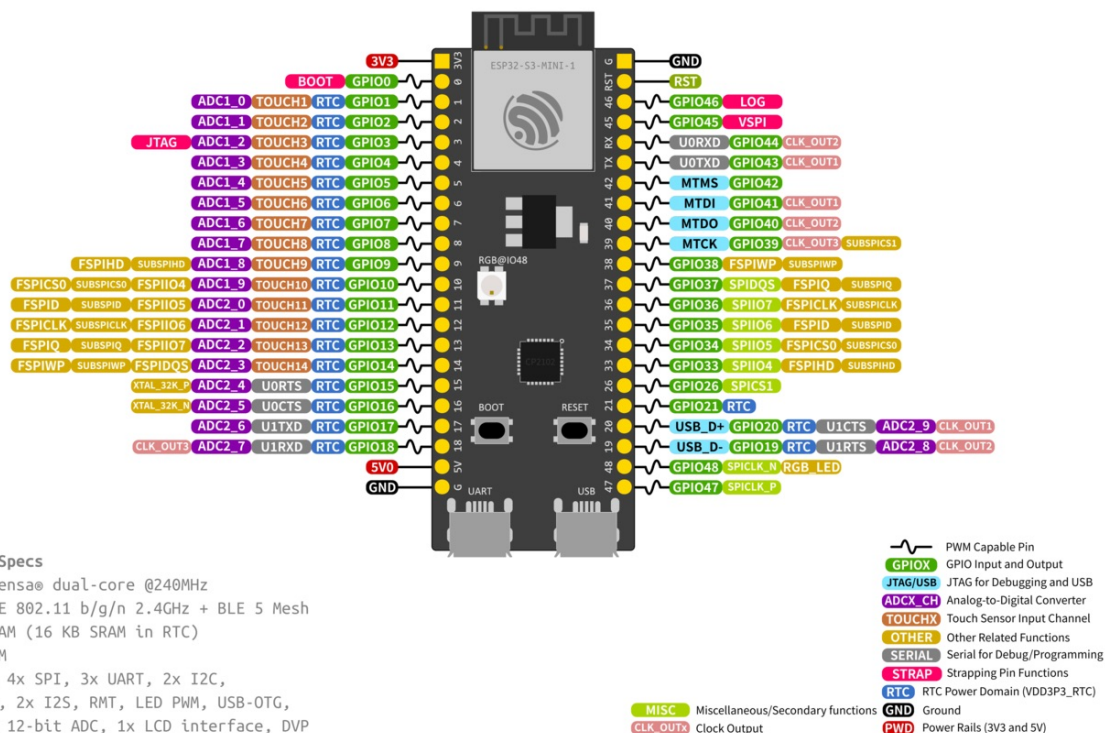 3V3 3V3 ESP32-S3-MINI-1 G GND
BOOT GPIO0 0 RST RST
ADC1_0 TOUCH1 RTC GPIO1 1 46 GPIO46 LOG
ADC1_1 TOUCH2 RTC GPIO2 2 45 GPIO45 VSPI
JTAG ADC1_2 TOUCH3 RTC GPIO3 3 RX U0RXD GPIO44 CLK_OUT2
ADC1_3 TOUCH4 RTC GPIO4 4 TX U0TXD GPIO43 CLK_OUT1
ADC1_4 TOUCH5 RTC GPIO5 5 42 MTMS GPIO42
ADC1_5 TOUCH6 RTC GPIO6 6 41 MTDI GPIO41 CLK_OUT1
ADC1_6 TOUCH7 RTC GPIO7 7 40 MTDO GPIO40 CLK_OUT2
ADC1_7 TOUCH8 RTC GPIO8 8 39 MTCK GPIO39 CLK_OUT3 SUBSPICS1
FSPIHD SUBSPIHD ADC1_8 TOUCH9 RTC GPIO9 9 RGB@IO48 38 GPIO38 FSPIWP SUBSPIWP
FSPICS0 SUBSPICS0 FSPIIO4 ADC1_9 TOUCH10 RTC GPIO10 10 37 GPIO37 SPIDQS FSPIQ SUBSPIQ
FSPID SUBSPID FSPIIO5 ADC2_0 TOUCH11 RTC GPIO11 11 36 GPIO36 SPIIO7 FSPICLK SUBSPICLK
FSPICLK SUBSPICLK FSPIIO6 ADC2_1 TOUCH12 RTC GPIO12 12 35 GPIO35 SPIIO6 FSPID SUBSPID
FSPIQ SUBSPIQ FSPIIO7 ADC2_2 TOUCH13 RTC GPIO13 13 34 GPIO34 SPIIO5 FSPICS0 SUBSPICS0
FSPIWP SUBSPIWP FSPIDQS ADC2_3 TOUCH14 RTC GPIO14 14 CP2102 33 GPIO33 SPIIO4 FSPIHD SUBSPIHD
XTAL_32K_P ADC2_4 U0RTS RTC GPIO15 15 26 GPIO26 SPICS1
XTAL_32K_N ADC2_5 U0CTS RTC GPIO16 16 BOOT RESET 21 GPIO21 RTC
ADC2_6 U1TXD RTC GPIO17 17 20 USB_D+ GPIO20 RTC U1CTS ADC2_9 CLK_OUT1
CLK_OUT3 ADC2_7 U1RXD RTC GPIO18 18 19 USB_D- GPIO19 RTC U1RTS ADC2_8 CLK_OUT2
5V0 5V 48 GPIO48 SPICLK_N RGB_LED
GND G UART USB 47 GPIO47 SPICLK_P
Specs
ensa® dual-core @240MHz
E 802.11 b/g/n 2.4GHz + BLE 5 Mesh
AM (16 KB SRAM in RTC)
M
4x SPI, 3x UART, 2x I2C,
, 2x I2S, RMT, LED PWM, USB-OTG,
12-bit ADC, 1x LCD interface, DVP
PWM Capable Pin
GPIOX GPIO Input and Output
JTAG/USB JTAG for Debugging and USB
ADCX_CH Analog-to-Digital Converter
TOUCHX Touch Sensor Input Channel
OTHER Other Related Functions
SERIAL Serial for Debug/Programming
STRAP Strapping Pin Functions
RTC RTC Power Domain (VDD3P3_RTC)
MISC Miscellaneous/Secondary functions GND Ground
CLK_OUTx Clock Output PWD Power Rails (3V3 and 5V)